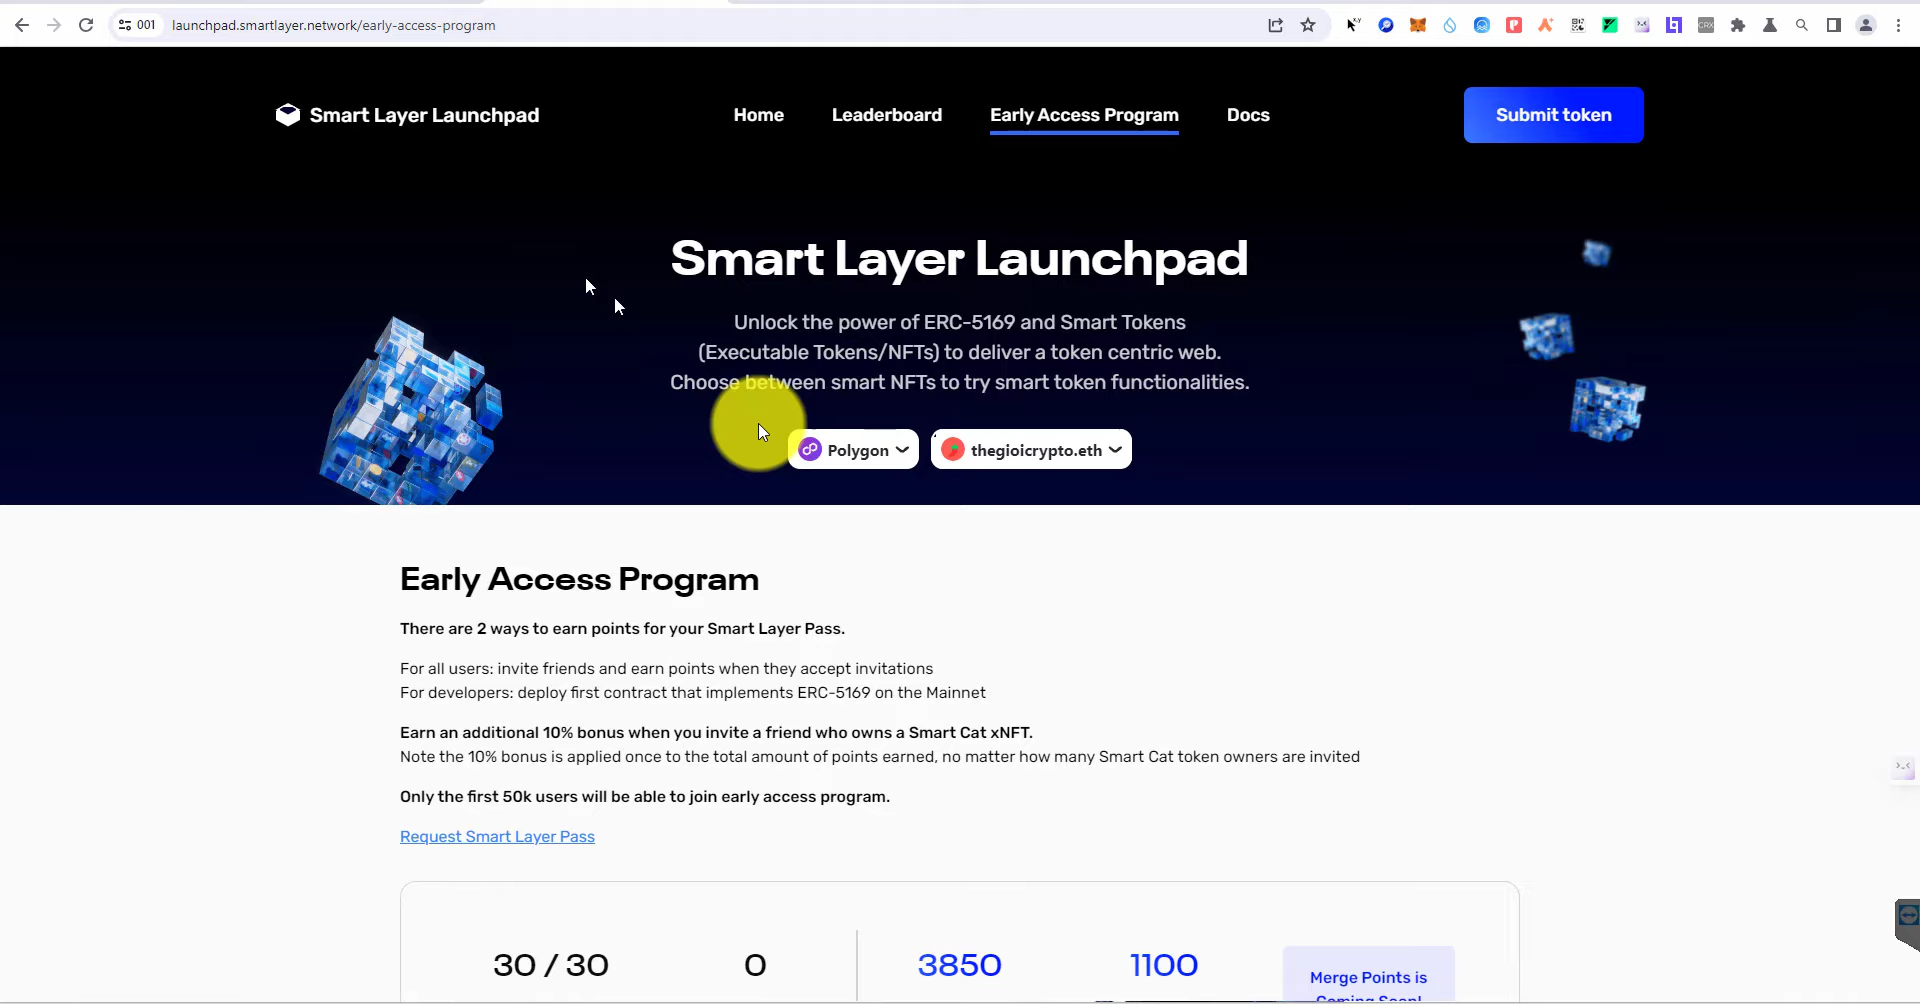 001
launchpad.smartlayer.network/early-access-program
Smart Layer Launchpad
Home
Leaderboard
Early Access Program
Docs
Submit token
Smart Layer Launchpad
Unlock the power of ERC-5169 and Smart Tokens
(Executable Tokens/NFTs) to deliver a token centric web.
Choose between smart NFTs to try smart token functionalities.
Polygon
thegioicrypto.eth
Early Access Program
There are 2 ways to earn points for your Smart Layer Pass.
For all users: invite friends and earn points when they accept invitations
For developers: deploy first contract that implements ERC-5169 on the Mainnet
Earn an additional 10% bonus when you invite a friend who owns a Smart Cat xNFT.
Note the 10% bonus is applied once to the total amount of points earned, no matter how many Smart Cat token owners are invited
Only the first 50k users will be able to join early access program.
Request Smart Layer Pass
30 / 30
0
3850
1100
Merge Points is
Coming Soon!